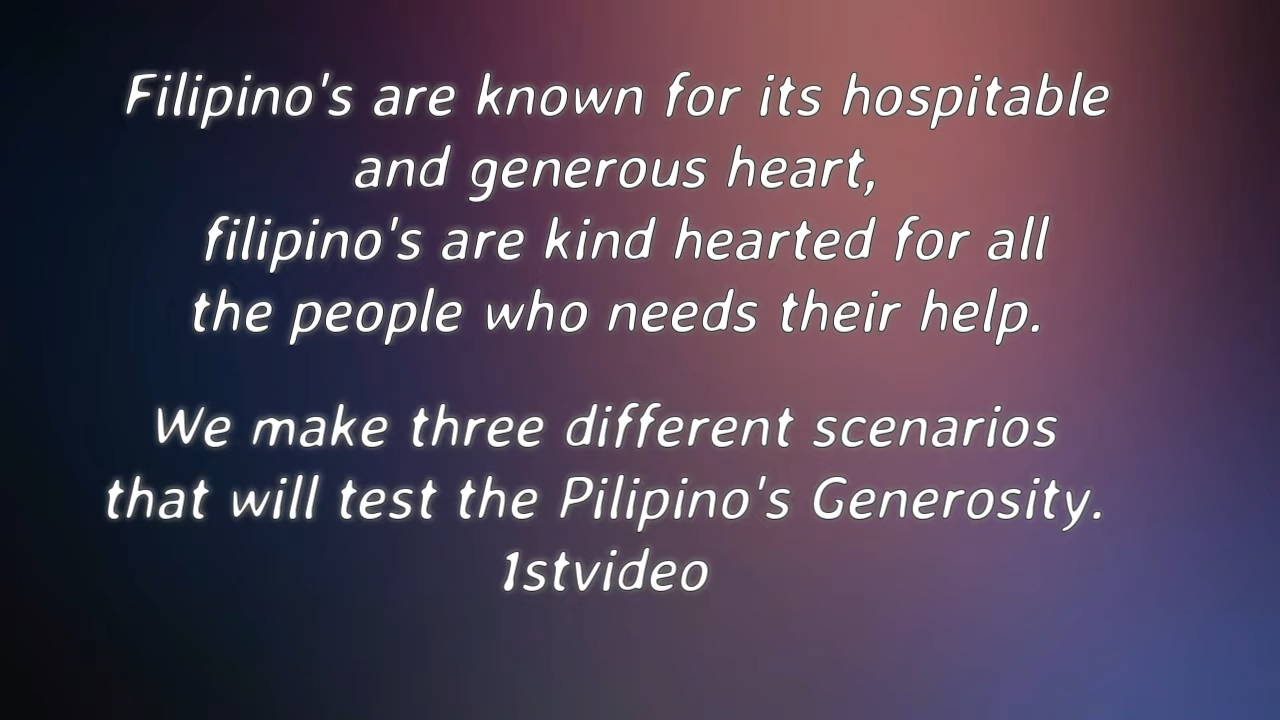 Filipino's are known for its hospitable
and generous heart,
filipino's are kind hearted for all
the people who needs their help.
We make three different scenarios
that will test the Pilipino's Generosity.
1stvideo